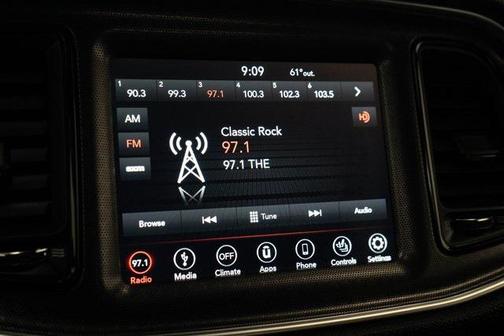 9:09 61°out.
1 2 3 4 5 6
90.3 99.3 97.1 100.3 102.3 103.5
AM
FM
Classic Rock
97.1
97.1 THE
Browse Tune Audio
97.1 OFF
Radio Media Climate Apps Phone Controls Settings